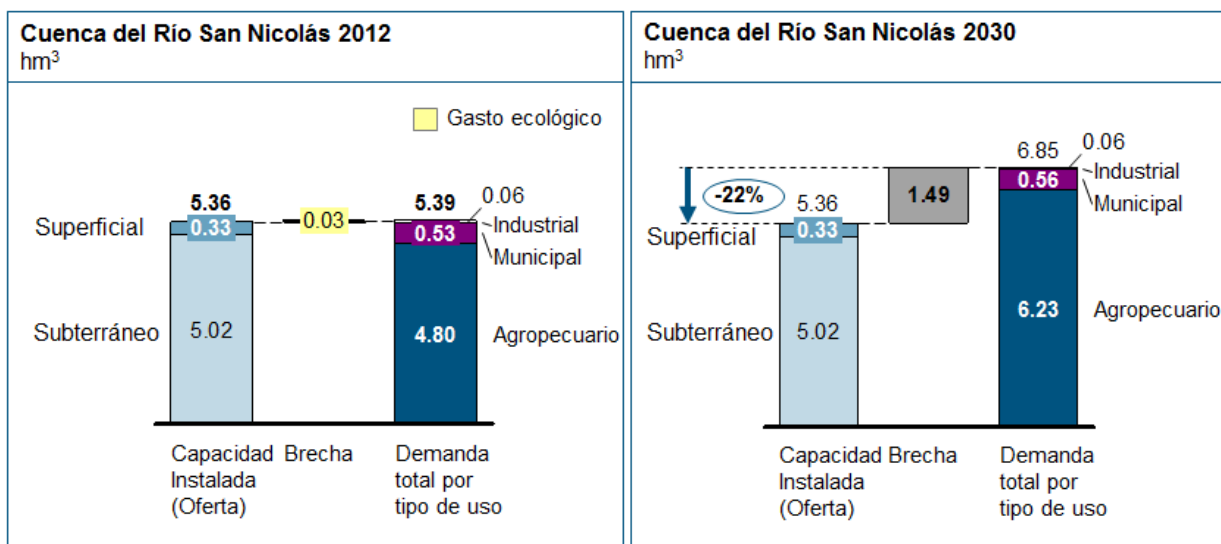 Cuenca del Río San Nicolás 2012
hm³
Gasto ecológico
5.36
0.03
5.39
0.06
Superficial
0.33
0.53
Industrial
Municipal
Subterráneo
5.02
4.80
Agropecuario
Capacidad Instalada (Oferta)
Brecha
Demanda total por tipo de uso
Cuenca del Río San Nicolás 2030
hm³
-22%
5.36
1.49
6.85
0.06
Superficial
0.33
0.56
Industrial
Municipal
Subterráneo
5.02
6.23
Agropecuario
Capacidad
Instalada
(Oferta)
Brecha
Demanda
total por
tipo de uso